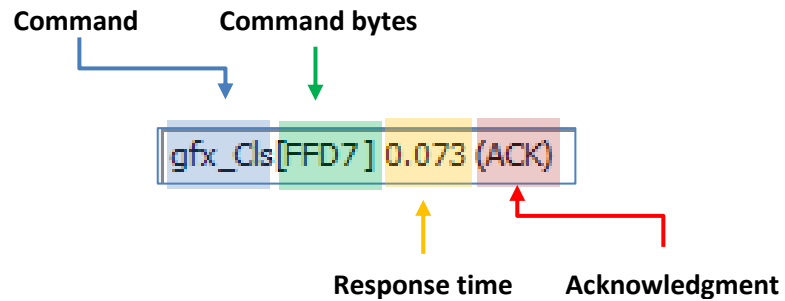 Command Command bytes
gfx_Cls[FFD7 ] 0.073 (ACK)
Response time Acknowledgment